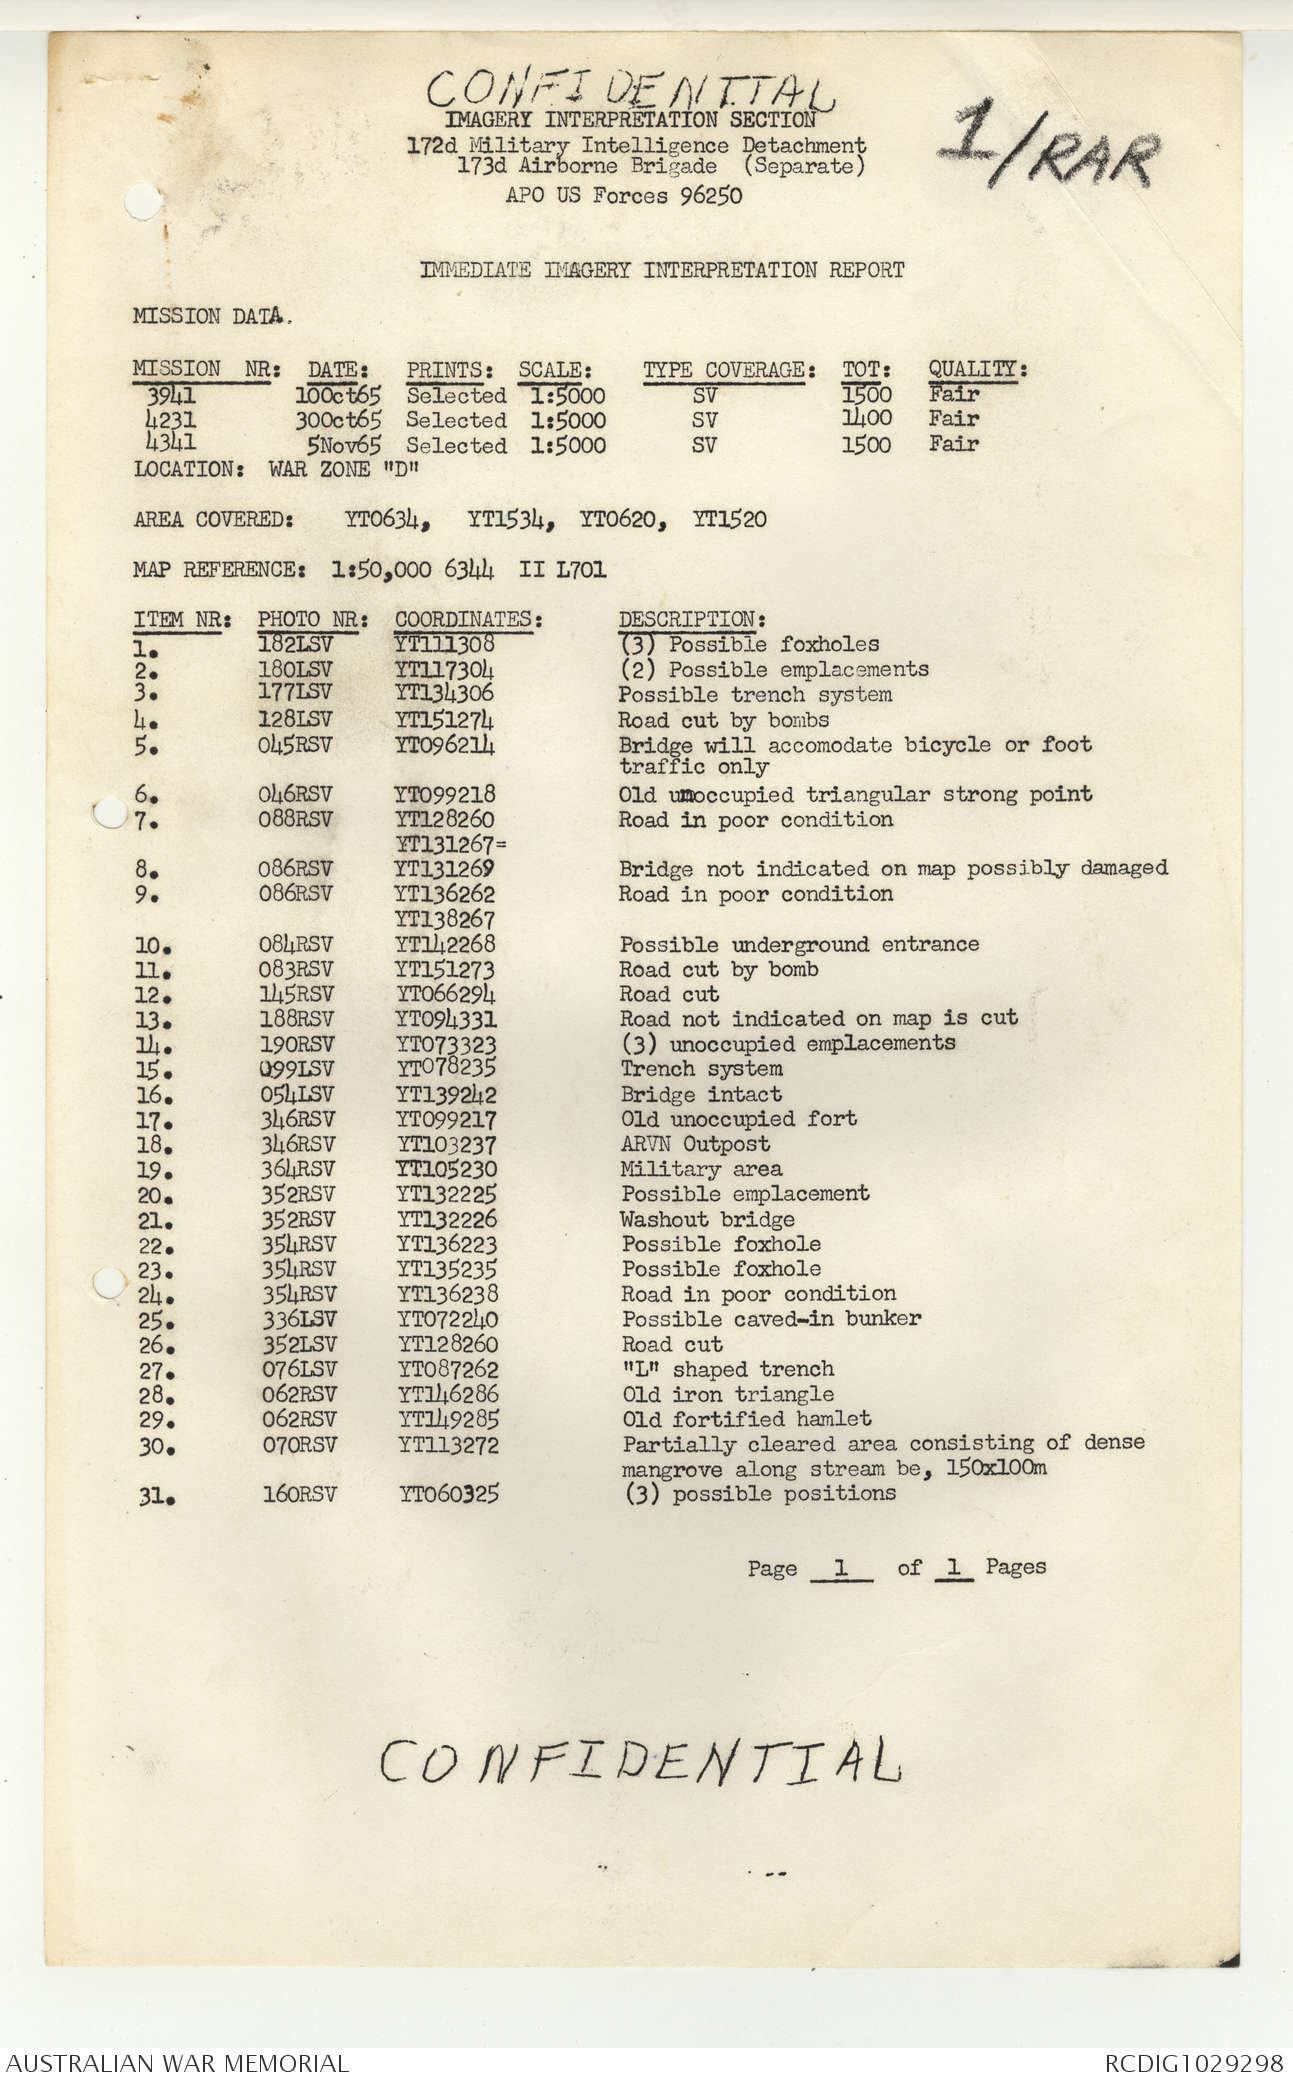 CONFIDENITAL
1/RAR
IMAGERY INTERPRETATION SECTION
172d Military Intelligence Detachment
173d Airborne Brigade (Separate)
APO US Forces 96250
IMMEDIATE IMAGERY INTERPRETATION REPORT
MISSION DATA.
MISSION NR: DATE: PRINTS: SCALE: TYPE COVERAGE: TOT: QUALITY:
3941 10Oct65 Selected 1:5000 SV 1500 Fair
4231 30Oct65 Selected 1:5000 SV 1400 Fair
4341 5Nov65 Selected 1:5000 SV 1500 Fair
LOCATION: WAR ZONE "D"
AREA COVERED: YT0634, YT1534, YT0620, YT1520
MAP REFERENCE: 1:50,000 6344 II L701
ITEM NR: PHOTO NR: COORDINATES: DESCRIPTION:
1. 182LSV YT111308 (3) Possible foxholes
2. 180LSV YT117304 (2) Possible emplacements
3. 177LSV YT134306 Possible trench system
4. 128LSV YT151274 Road cut by bombs
5. 045RSV YT096214 Bridge will accomodate bicycle or foot
traffic only
6. 046RSV YT099218 Old unoccupied triangular strong point
7. 088RSV YT128260 Road in poor condition
YT131267=
8. 086RSV YT131269 Bridge not indicated on map possibly damaged
9. 086RSV YT136262 Road in poor condition
YT138267
10. 084RSV YT142268 Possible underground entrance
11. 083RSV YT151273 Road cut by bomb
12. 145RSV YT066294 Road cut
13. 188RSV YT094331 Road not indicated on map is cut
14. 190RSV YT073323 (3) unoccupied emplacements
15. 099LSV YT078235 Trench system
16. 054LSV YT139242 Bridge intact
17. 346RSV YT099217 Old unoccupied fort
18. 346RSV YT103237 ARVN Outpost
19. 364RSV YT105230 Military area
20. 352RSV YT132225 Possible emplacement
21. 352RSV YT132226 Washout bridge
22. 354RSV YT136223 Possible foxhole
23. 354RSV YT135235 Possible foxhole
24. 354RSV YT136238 Road in poor condition
25. 336LSV YT072240 Possible caved-in bunker
26. 352LSV YT128260 Road cut
27. 076LSV YT087262 "L" shaped trench
28. 062RSV YT146286 Old iron triangle
29. 062RSV YT149285 Old fortified hamlet
30. 070RSV YT113272 Partially cleared area consisting of dense
mangrove along stream be, 150x100m
31. 160RSV YT060325 (3) possible positions
Page 1 of 1 Pages
CONFIDENTIAL
AUSTRALIAN WAR MEMORIAL RCDIG1029298